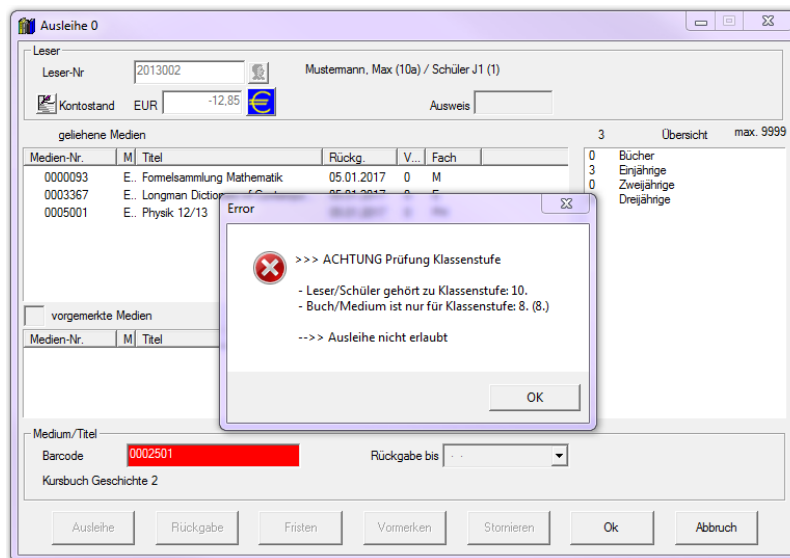 Ausleihe 0
Leser
Leser-Nr 2013002 Mustermann, Max (10a) / Schüler J1 (1)
Kontostand EUR -12,85 € Ausweis
geliehene Medien 3 Übersicht max. 9999
Medien-Nr. M Titel Rückg. V... Fach
0000093 E.. Formelsammlung Mathematik 05.01.2017 0 M
0003367 E.. Longman
0005001 E.. Physik 12/13
0 Bücher
3 Einjährige
0 Zweijährige
Dreijährige
Error
>>> ACHTUNG Prüfung Klassenstufe
- Leser/Schüler gehört zu Klassenstufe: 10.
- Buch/Medium ist nur für Klassenstufe: 8. (8.)
-->> Ausleihe nicht erlaubt
OK
vorgemerkte Medien
Medien-Nr. M Titel
Medium/Titel
Barcode 0002501 Rückgabe bis - -
Kursbuch Geschichte 2
Ausleihe Rückgabe Fristen Vormerken Stornieren Ok Abbruch